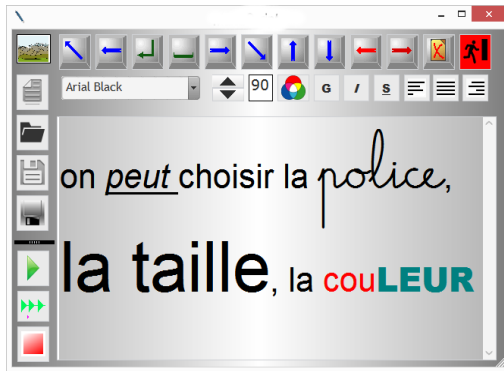 Arial Black 90 G I S
on peut choisir la police,
la taille, la couLEUR